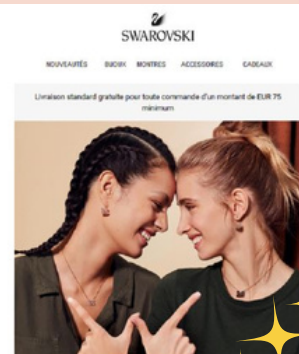 SWAROVSKI
NOUVEAUTÉS BIJOUX MONTRES ACCESSOIRES CADEAUX
Livraison standard gratuite pour toute commande d'un montant de EUR 75
minimum